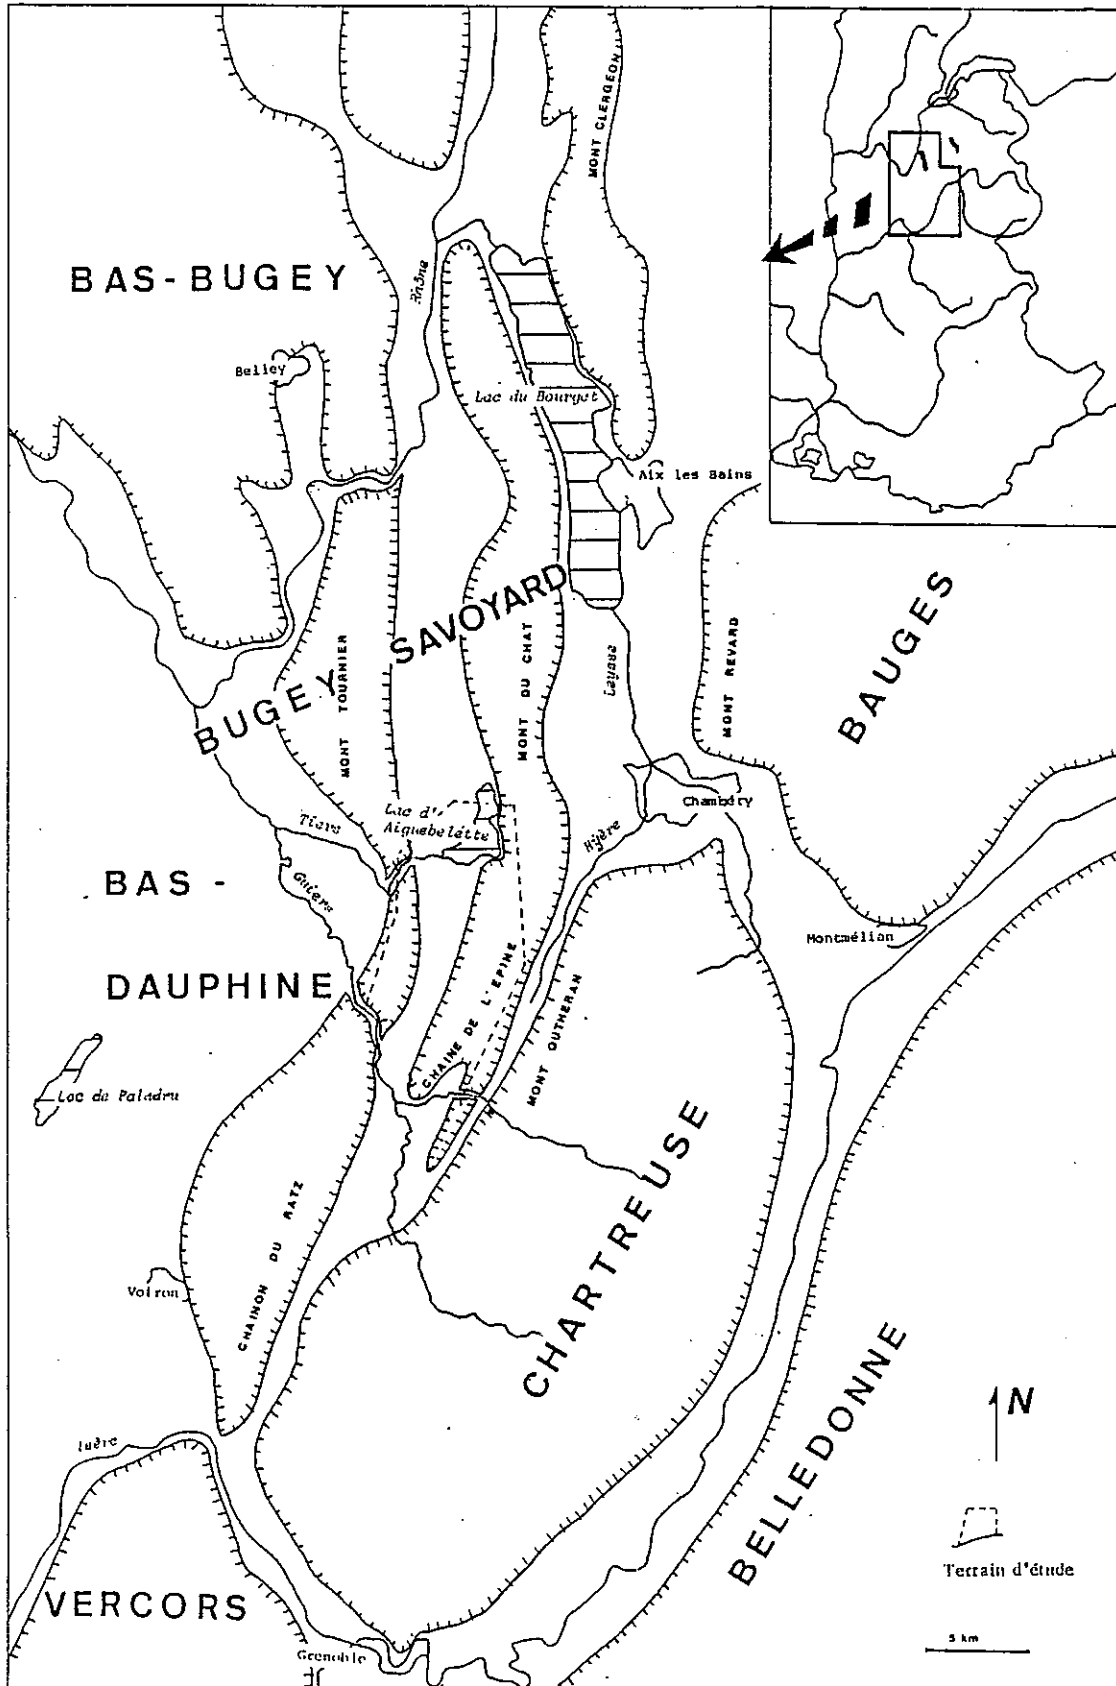 MONT CLERGEON
BAS-BUGEY
Rhône
Belley
Lac du Bourget
Aix les Bains
BUGEY SAVOYARD
MONT TOURNIER
MONT DU CHAT
Leysse
MONT REVARD
BAUGES
Chambéry
Lac d'
Aiguebelette
Tiers
Hyère
Guiers
BAS -
DAUPHINE
Montmélian
CHAINE DE L'EPINE
MONT OUTHERAN
Lac de Paladru
CHAINON DU RATZ
Voiron
CHARTREUSE
BELLEDONNE
Isère
N
Terrain d'étude
VERCORS
Grenoble
5 km